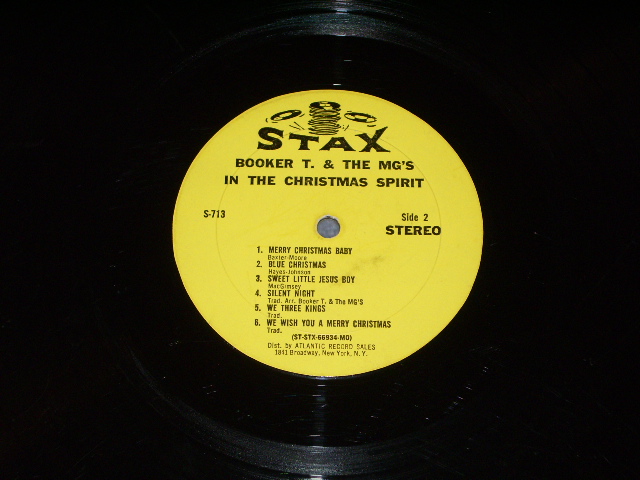 STAX
BOOKER T. & THE MG'S
IN THE CHRISTMAS SPIRIT
S-713
Side 2
STEREO
1. MERRY CHRISTMAS BABY
Baxter-Moore
2. BLUE CHRISTMAS
Hayes-Johnson
3. SWEET LITTLE JESUS BOY
MacGimsey
4. SILENT NIGHT
Trad. Arr. Booker T. & The MG'S
5. WE THREE KINGS
Trad.
6. WE WISH YOU A MERRY CHRISTMAS
Trad.
(ST-STX-66934-MO)
Dist. by ATLANTIC RECORD SALES
1841 Broadway, New York, N. Y.